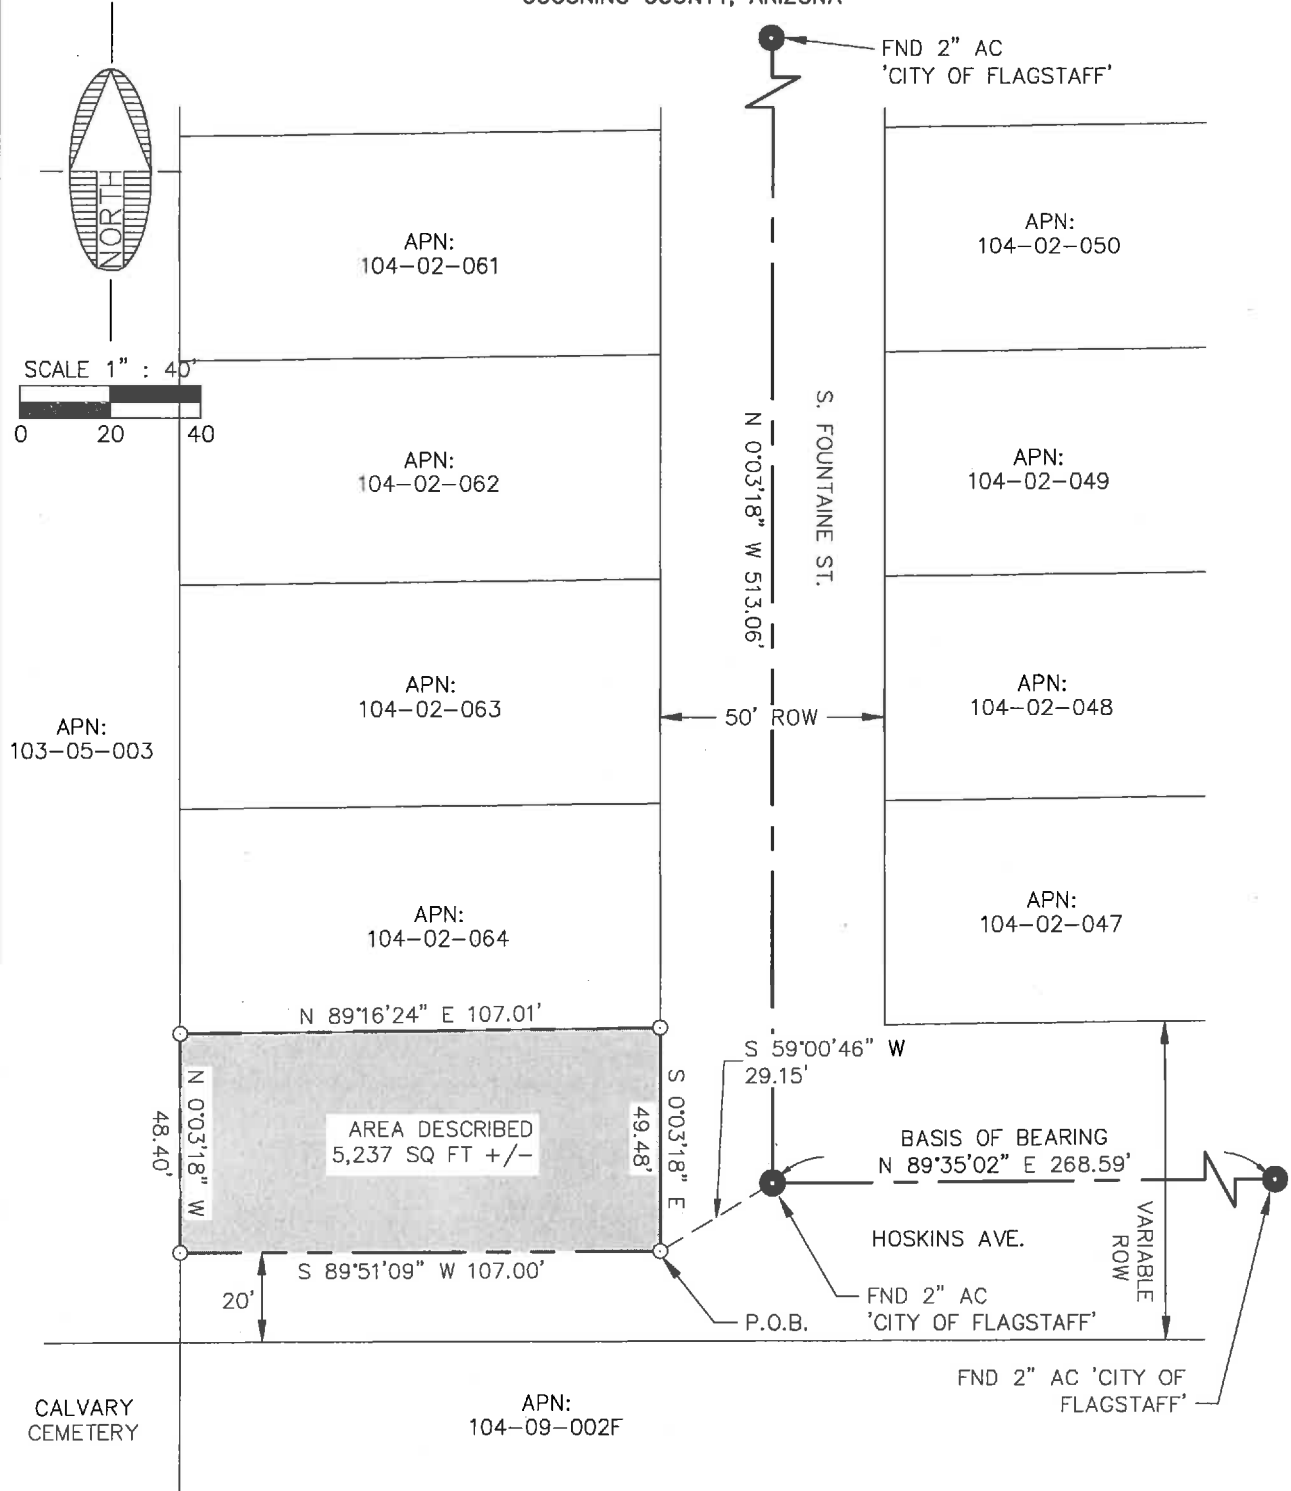 COCONINO COUNTY, ARIZONA
FND 2" AC
'CITY OF FLAGSTAFF'
NORTH
SCALE 1" : 40'
0 20 40
APN:
104-02-061
APN:
104-02-050
APN:
104-02-062
APN:
104-02-049
N 0°03'18" W 513.06'
S. FOUNTAINE ST.
APN:
104-02-063
APN:
104-02-048
50' ROW
APN:
103-05-003
APN:
104-02-064
APN:
104-02-047
N 89°16'24" E 107.01'
S 59°00'46" W
29.15'
N 0°03'18" W
48.40'
AREA DESCRIBED
5,237 SQ FT +/-
S 0°03'18" E
49.48'
BASIS OF BEARING
N 89°35'02" E 268.59'
HOSKINS AVE.
VARIABLE
ROW
S 89°51'09" W 107.00'
20'
P.O.B.
FND 2" AC
'CITY OF FLAGSTAFF'
FND 2" AC 'CITY OF
FLAGSTAFF'
CALVARY
CEMETERY
APN:
104-09-002F